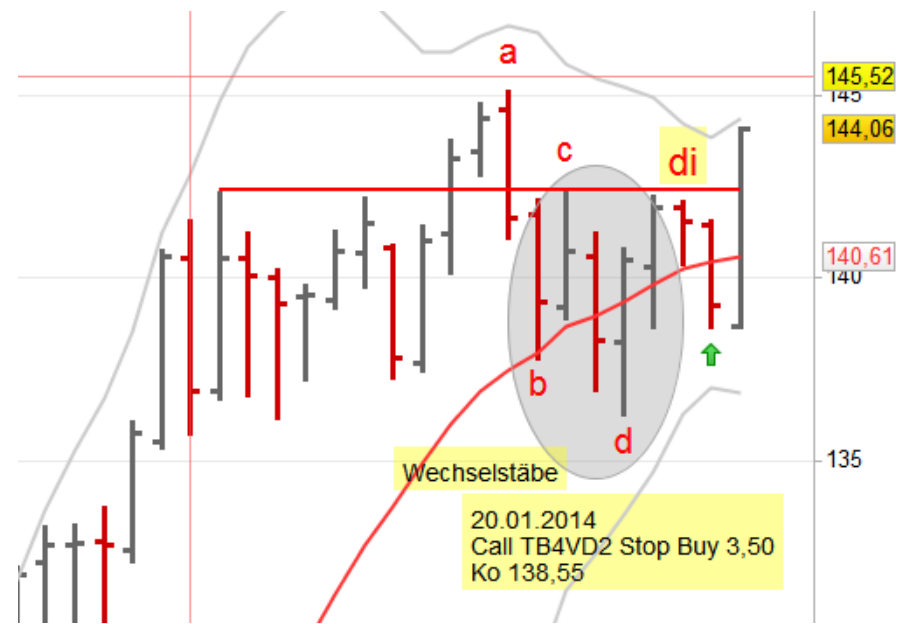 a
145,52
145
144,06
c
di
140,61
140
b
d
135
Wechselstäbe
20.01.2014
Call TB4VD2 Stop Buy 3,50
Ko 138,55